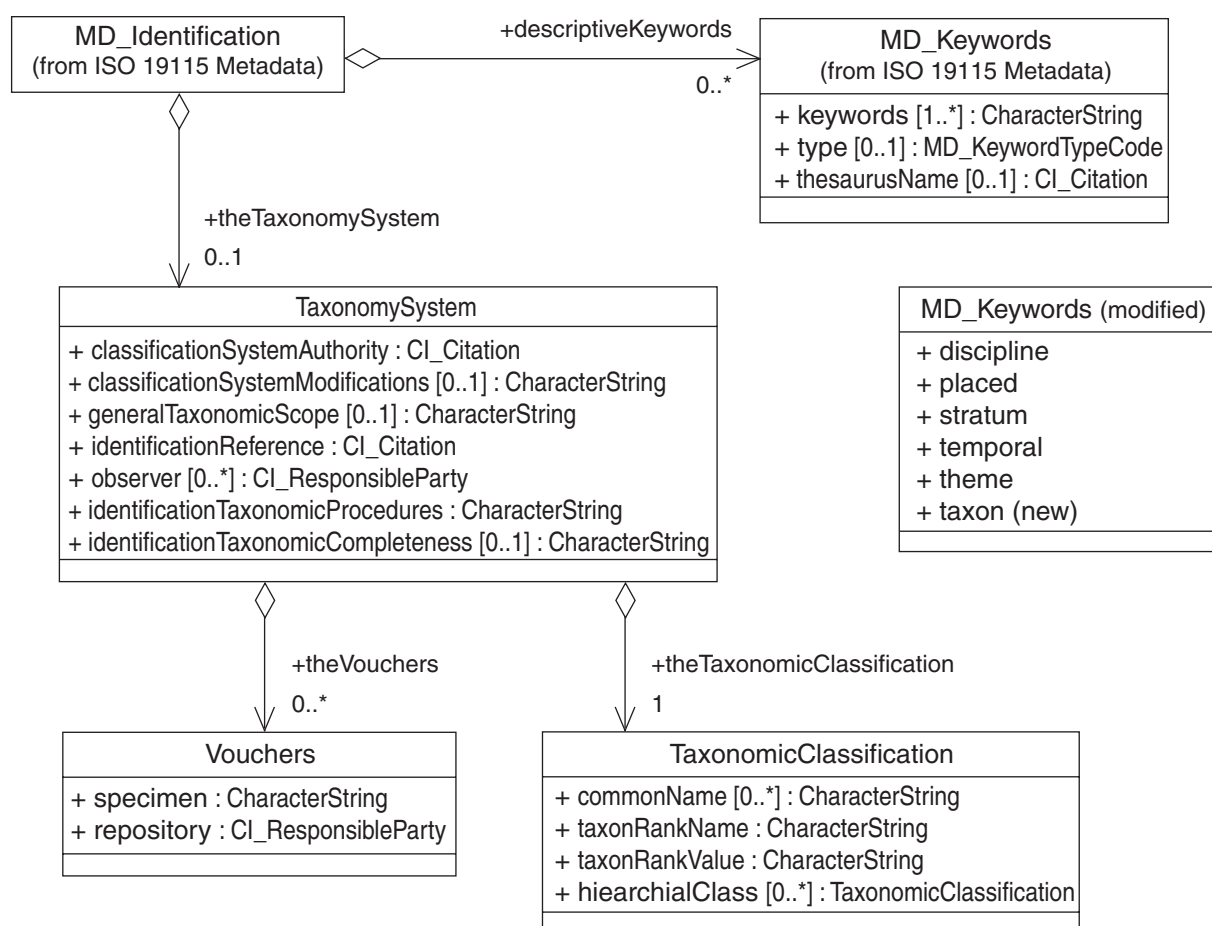 MD_Identification
(from ISO 19115 Metadata)
+descriptiveKeywords
0..*
MD_Keywords
(from ISO 19115 Metadata)
+ keywords [1..*] : CharacterString
+ type [0..1] : MD_KeywordTypeCode
+ thesaurusName [0..1] : CI_Citation
+theTaxonomySystem
0..1
TaxonomySystem
+ classificationSystemAuthority : CI_Citation
+ classificationSystemModifications [0..1] : CharacterString
+ generalTaxonomicScope [0..1] : CharacterString
+ identificationReference : CI_Citation
+ observer [0..*] : CI_ResponsibleParty
+ identificationTaxonomicProcedures : CharacterString
+ identificationTaxonomicCompleteness [0..1] : CharacterString
MD_Keywords (modified)
+ discipline
+ placed
+ stratum
+ temporal
+ theme
+ taxon (new)
+theVouchers
0..*
+theTaxonomicClassification
1
Vouchers
+ specimen : CharacterString
+ repository : CI_ResponsibleParty
TaxonomicClassification
+ commonName [0..*] : CharacterString
+ taxonRankName : CharacterString
+ taxonRankValue : CharacterString
+ hiearchialClass [0..*] : TaxonomicClassification